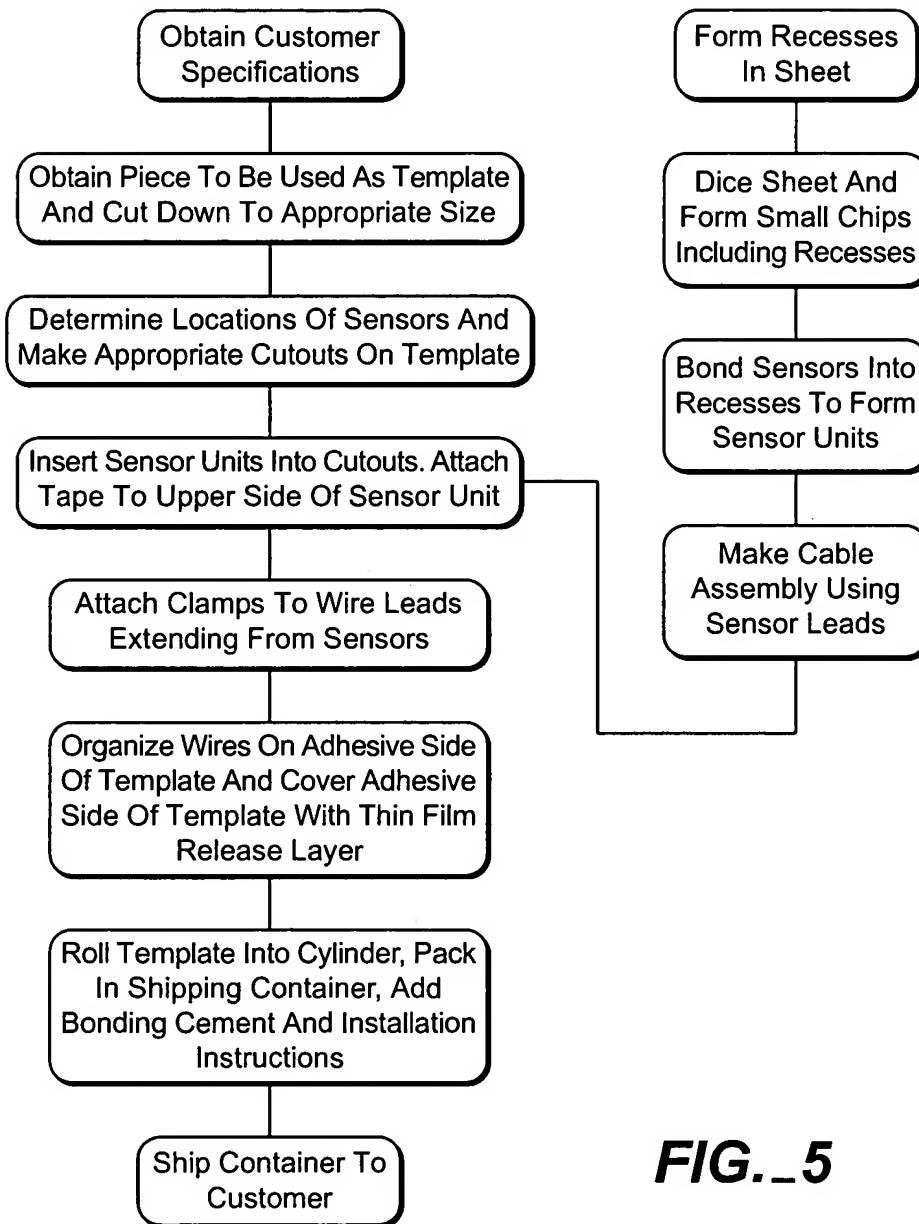 Obtain Customer
Specifications
Obtain Piece To Be Used As Template
And Cut Down To Appropriate Size
Determine Locations Of Sensors And
Make Appropriate Cutouts On Template
Insert Sensor Units Into Cutouts. Attach
Tape To Upper Side Of Sensor Unit
Attach Clamps To Wire Leads
Extending From Sensors
Organize Wires On Adhesive Side
Of Template And Cover Adhesive
Side Of Template With Thin Film
Release Layer
Roll Template Into Cylinder, Pack
In Shipping Container, Add
Bonding Cement And Installation
Instructions
Ship Container To
Customer
Form Recesses
In Sheet
Dice Sheet And
Form Small Chips
Including Recesses
Bond Sensors Into
Recesses To Form
Sensor Units
Make Cable
Assembly Using
Sensor Leads
FIG._5